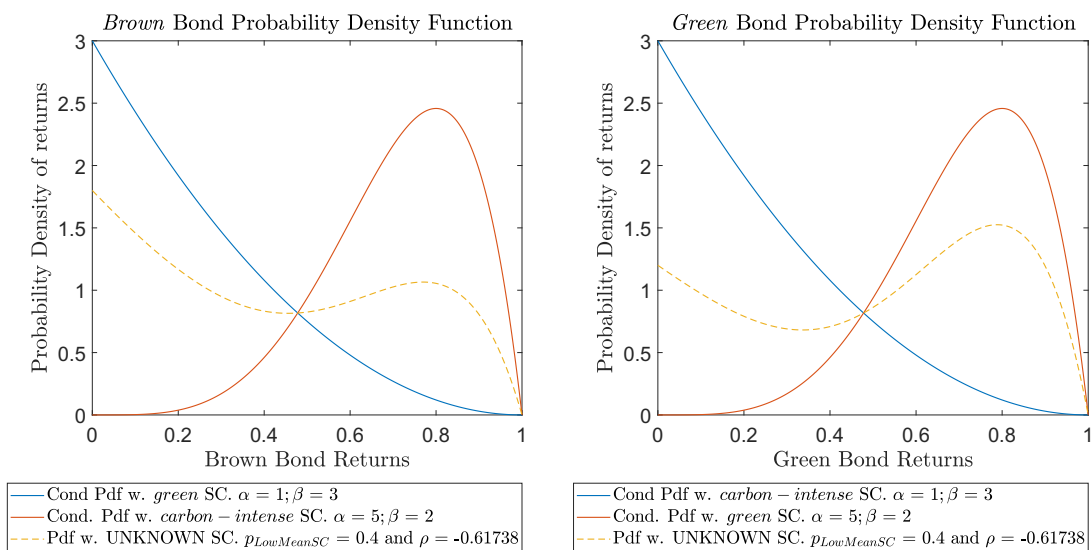 Brown Bond Probability Density Function
Probability Density of returns
3
2.5
2
1.5
1
0.5
0
0 0.2 0.4 0.6 0.8 1
Brown Bond Returns
Cond Pdf w. green SC. α = 1; β = 3
Cond. Pdf w. carbon − intense SC. α = 5; β = 2
Pdf w. UNKNOWN SC. pLowMeanSC = 0.4 and ρ = -0.61738
Green Bond Probability Density Function
Probability Density of returns
3
2.5
2
1.5
1
0.5
0
0 0.2 0.4 0.6 0.8 1
Green Bond Returns
Cond Pdf w. carbon − intense SC. α = 1; β = 3
Cond. Pdf w. green SC. α = 5; β = 2
Pdf w. UNKNOWN SC. pLowMeanSC = 0.4 and ρ = -0.61738